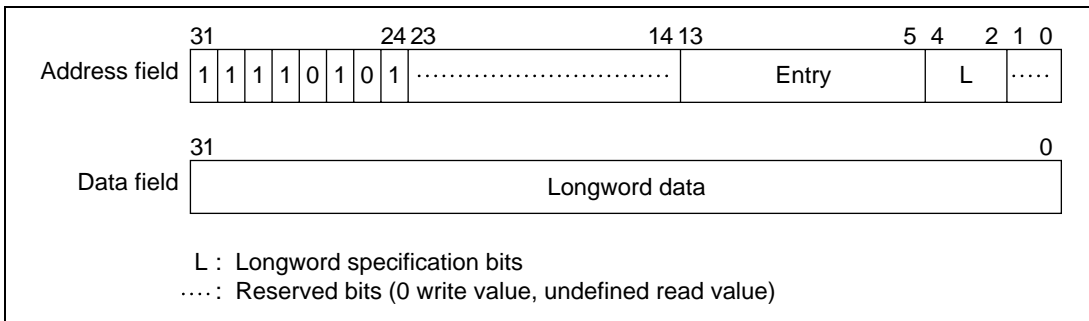 31 24 23 14 13 5 4 2 1 0
Address field 1 1 1 1 0 1 0 1 ................................ Entry L .....
31 0
Data field Longword data
L : Longword specification bits
.... : Reserved bits (0 write value, undefined read value)